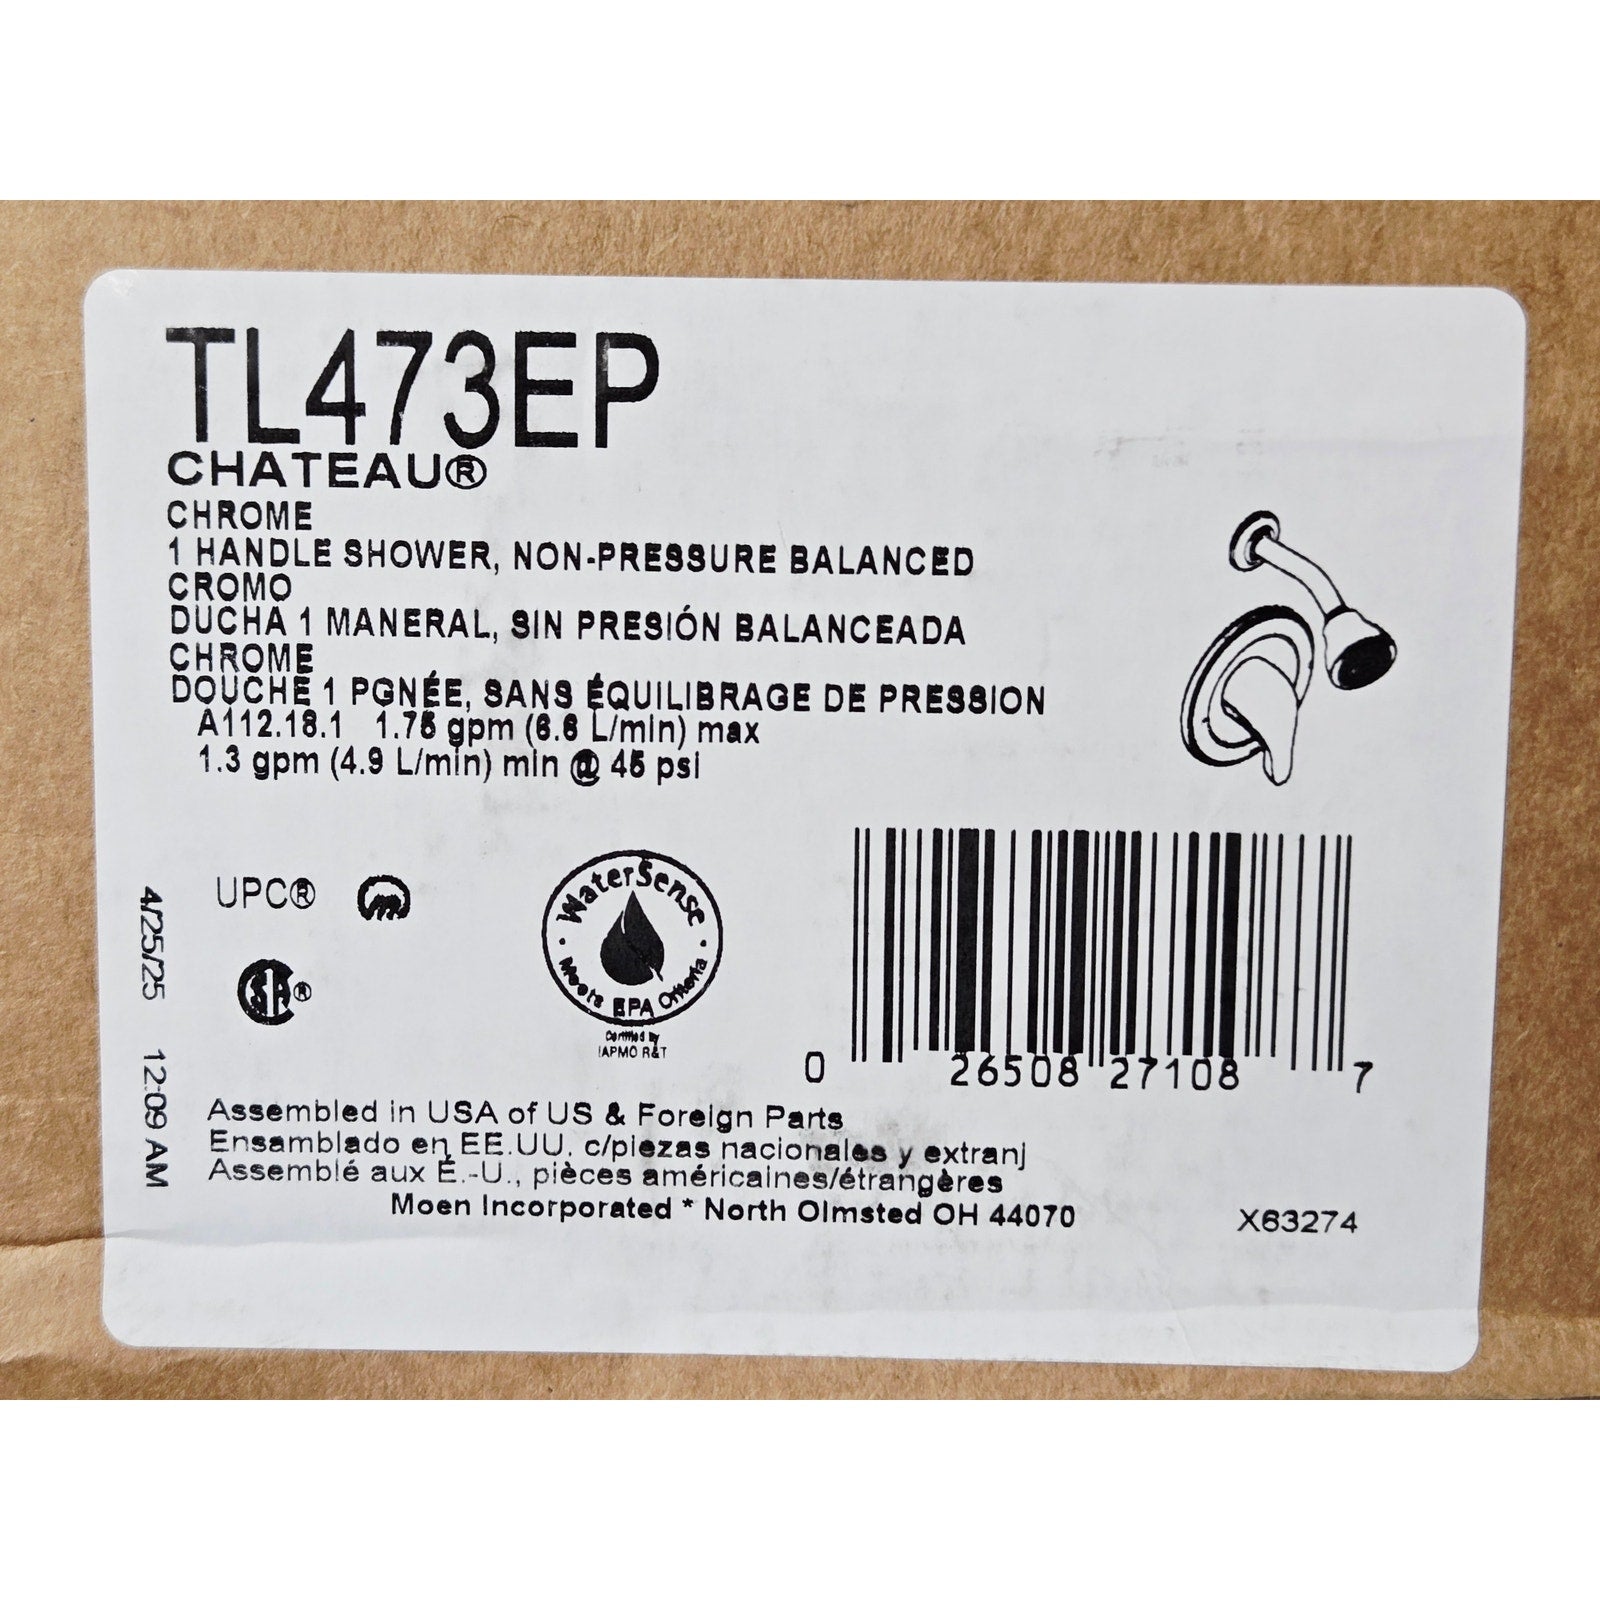 TL473EP
CHATEAU®
CHROME
1 HANDLE SHOWER, NON-PRESSURE BALANCED
CROMO
DUCHA 1 MANERAL, SIN PRESIÓN BALANCEADA
CHROME
DOUCHE 1 PGNÉE, SANS ÉQUILIBRAGE DE PRESSION
A112.18.1 1.75 gpm (6.6 L/min) max
1.3 gpm (4.9 L/min) min @ 45 psi
UPC®
SA®
WaterSense
Meets EPA Criteria
Certified by
IAPMO R&T
4/25/25 12:09 AM
0 26508 27108 7
Assembled in USA of US & Foreign Parts
Ensamblado en EE.UU. c/piezas nacionales y extranj
Assemblé aux É.-U., pièces américaines/étrangères
Moen Incorporated * North Olmsted OH 44070
X63274